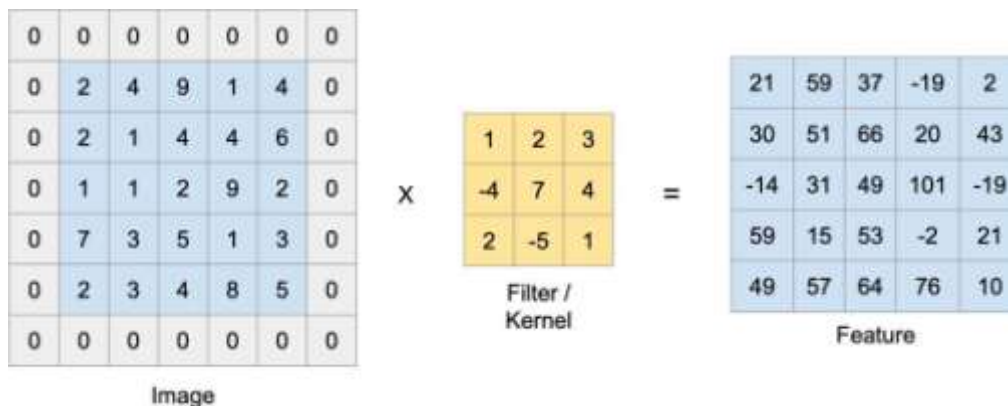 0 0 0 0 0 0 0
0 2 4 9 1 4 0
0 2 1 4 4 6 0
0 1 1 2 9 2 0
0 7 3 5 1 3 0
0 2 3 4 8 5 0
0 0 0 0 0 0 0
Image
x
1 2 3
-4 7 4
2 -5 1
Filter /
Kernel
=
21 59 37 -19 2
30 51 66 20 43
-14 31 49 101 -19
59 15 53 -2 21
49 57 64 76 10
Feature